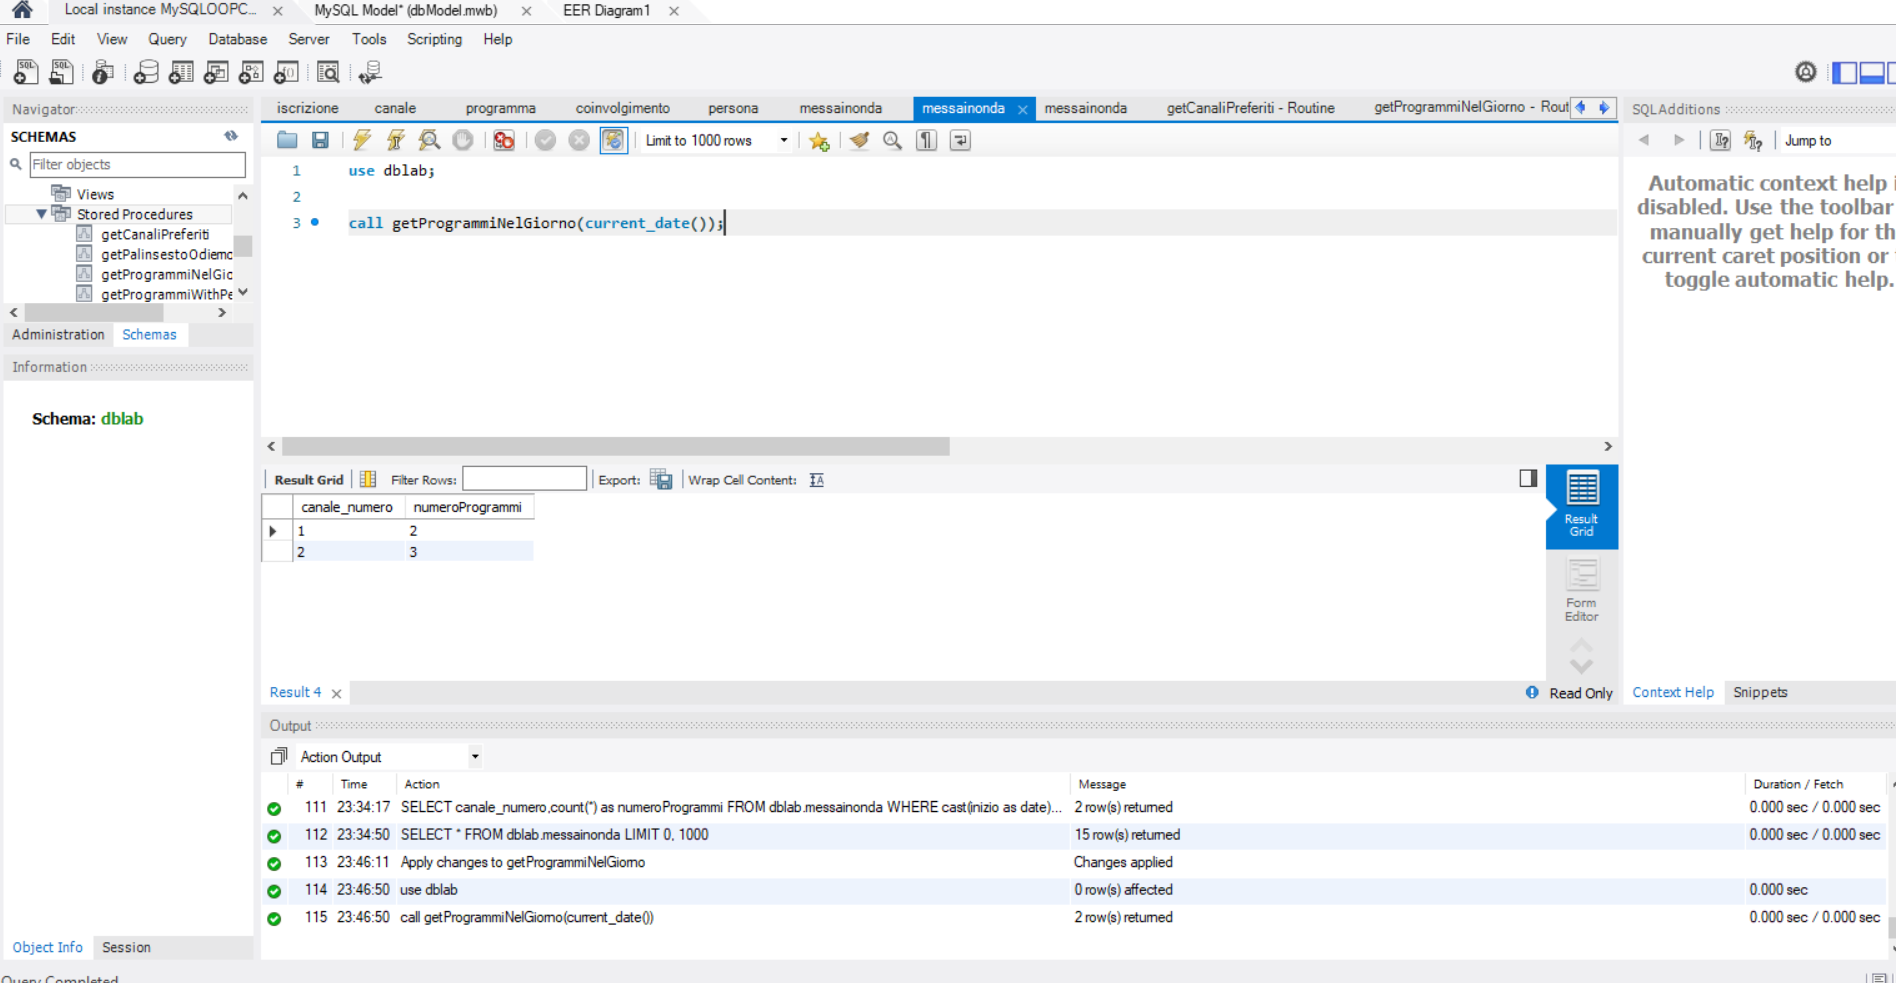 Local instance MySQLOOPC... × MySQL Model* (dbModel.mwb) × EER Diagram1 ×
File Edit View Query Database Server Tools Scripting Help
Navigator
SCHEMAS
Filter objects
Views
Stored Procedures
getCanaliPreferiti
getPalinsestoOdierno
getProgrammiNelGio
getProgrammiWithPe
Administration Schemas
Information
Schema: dblab
Object Info Session
iscrizione canale programma coinvolgimento persona messainonda messainonda × messainonda getCanaliPreferiti - Routine getProgrammiNelGiorno - Rout
Limit to 1000 rows
1 use dblab;
2
3 call getProgrammiNelGiorno(current_date());
Result Grid Filter Rows: Export: Wrap Cell Content:
canale_numero numeroProgrammi
1 2
2 3
Result Grid
Form Editor
Result 4 × Read Only
SQLAdditions
Jump to
Automatic context help i
disabled. Use the toolbar
manually get help for th
current caret position or
toggle automatic help.
Context Help Snippets
Output
Action Output
# Time Action Message Duration / Fetch
111 23:34:17 SELECT canale_numero,count(*) as numeroProgrammi FROM dblab.messainonda WHERE cast(inizio as date)... 2 row(s) returned 0.000 sec / 0.000 sec
112 23:34:50 SELECT * FROM dblab.messainonda LIMIT 0, 1000 15 row(s) returned 0.000 sec / 0.000 sec
113 23:46:11 Apply changes to getProgrammiNelGiorno Changes applied
114 23:46:50 use dblab 0 row(s) affected 0.000 sec
115 23:46:50 call getProgrammiNelGiorno(current_date()) 2 row(s) returned 0.000 sec / 0.000 sec
Query Completed